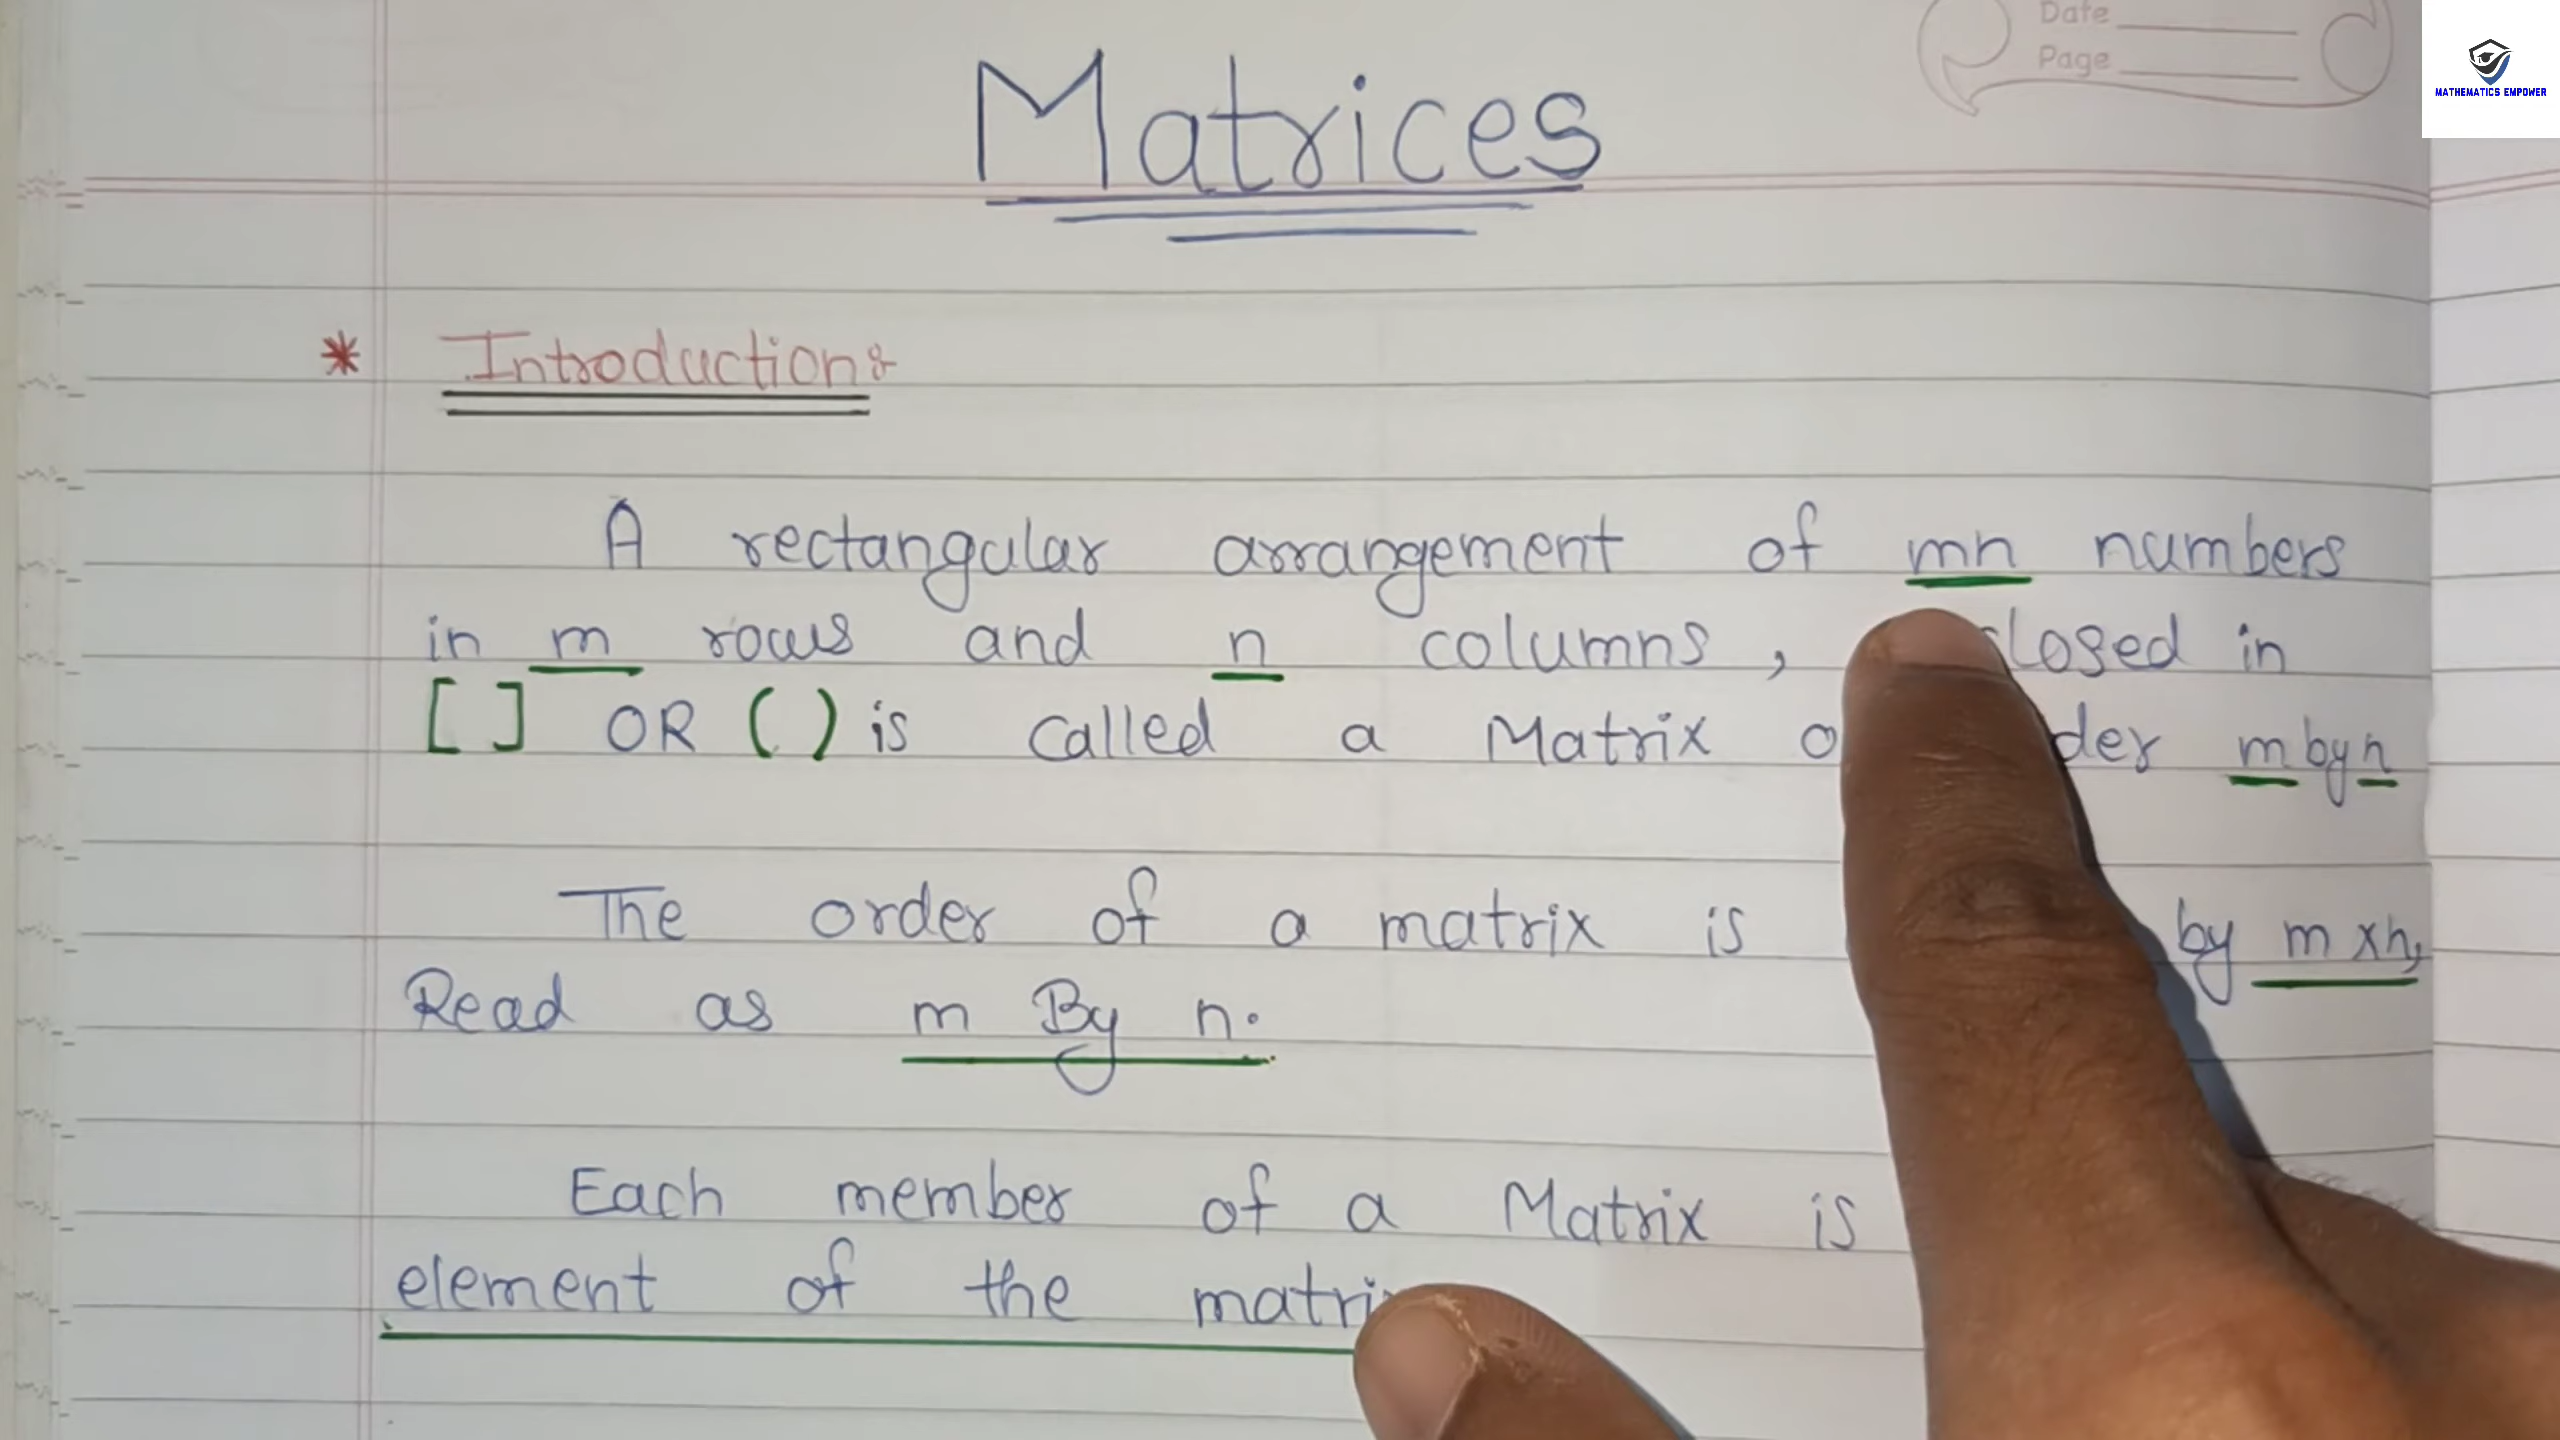 Date
Page
MATHEMATICS EMPOWER
Matrices
* Introduction:
A rectangular arrangement of mn numbers
in m rows and n columns, closed in
[ ] OR ( ) is called a Matrix o der m by n
The order of a matrix is by m × n,
Read as m By n.
Each member of a Matrix is
element of the matri